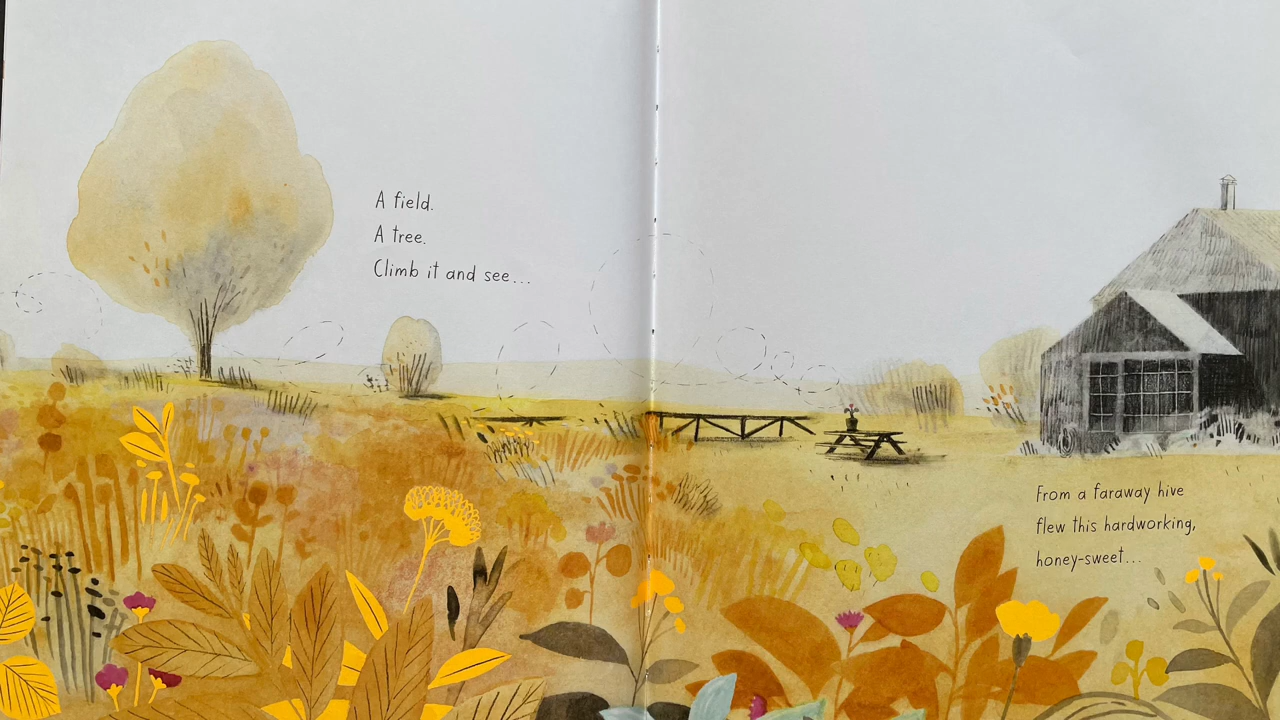 A field.
A tree.
Climb it and see...
From a faraway hive
flew this hardworking,
honey-sweet...